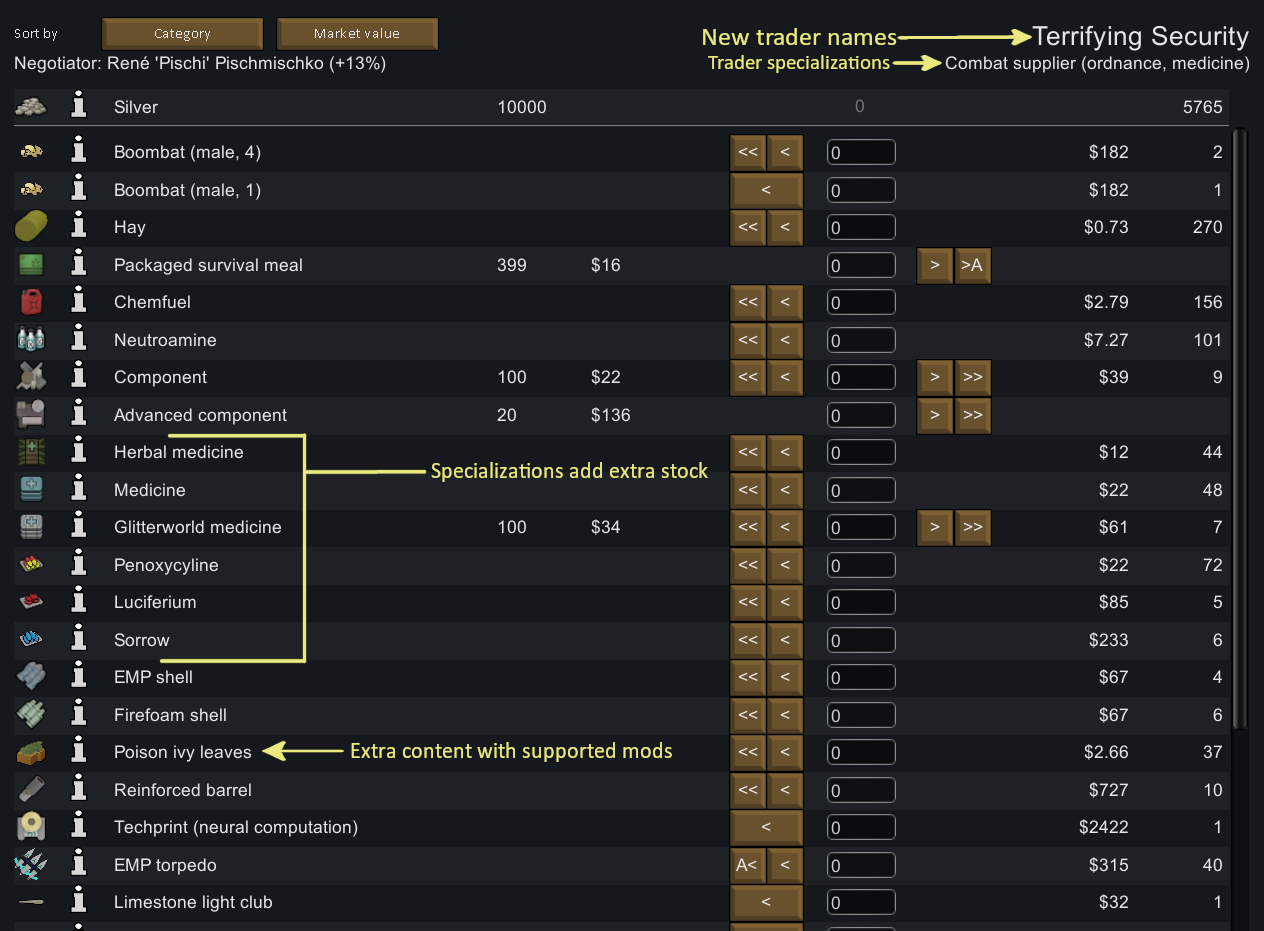 Sort by Category Market value New trader names Terrifying Security
Negotiator: René 'Pischi' Pischmischko (+13%) Trader specializations Combat supplier (ordnance, medicine)
Silver 10000 0 5765
Boombat (male, 4) << < 0 $182 2
Boombat (male, 1) < 0 $182 1
Hay << < 0 $0.73 270
Packaged survival meal 399 $16 0 > >A
Chemfuel << < 0 $2.79 156
Neutroamine << < 0 $7.27 101
Component 100 $22 << < 0 > >> $39 9
Advanced component 20 $136 0 > >>
Herbal medicine << < 0 $12 44
Specializations add extra stock
Medicine << < 0 $22 48
Glitterworld medicine 100 $34 << < 0 > >> $61 7
Penoxycyline << < 0 $22 72
Luciferium << < 0 $85 5
Sorrow << < 0 $233 6
EMP shell << < 0 $67 4
Firefoam shell << < 0 $67 6
Poison ivy leaves Extra content with supported mods << < 0 $2.66 37
Reinforced barrel << < 0 $727 10
Techprint (neural computation) < 0 $2422 1
EMP torpedo A< < 0 $315 40
Limestone light club < 0 $32 1